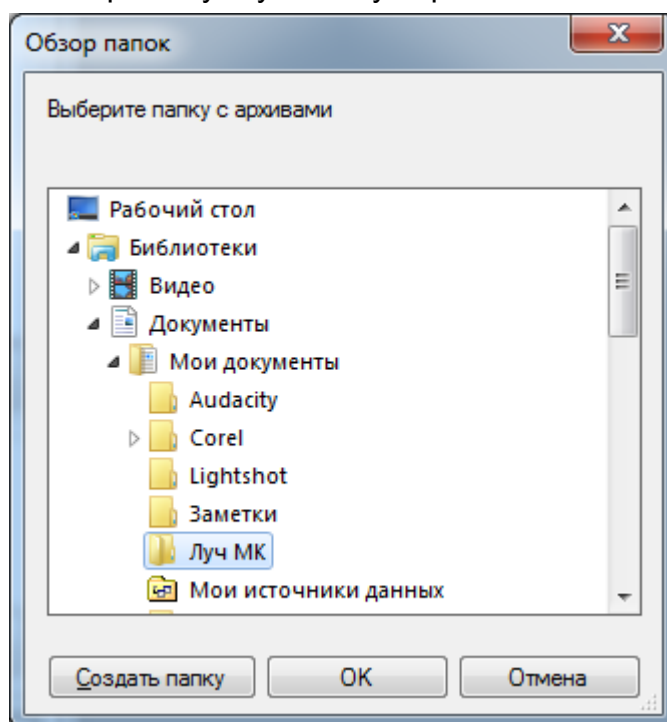 Обзор папок
Выберите папку с архивами
Рабочий стол
Библиотеки
Видео
Документы
Мои документы
Audacity
Corel
Lightshot
Заметки
Луч МК
Мои источники данных
Создать папку OK Отмена